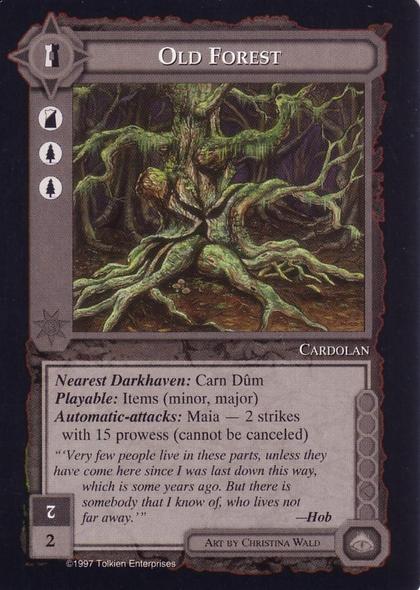 OLD FOREST
CARDOLAN
Nearest Darkhaven: Carn Dûm
Playable: Items (minor, major)
Automatic-attacks: Maia — 2 strikes
with 15 prowess (cannot be canceled)
“‘Very few people live in these parts, unless they
have come here since I was last down this way,
which is some years ago. But there is
somebody that I know of, who lives not
far away.’”
—Hob
2
2
ART BY CHRISTINA WALD
©1997 Tolkien Enterprises